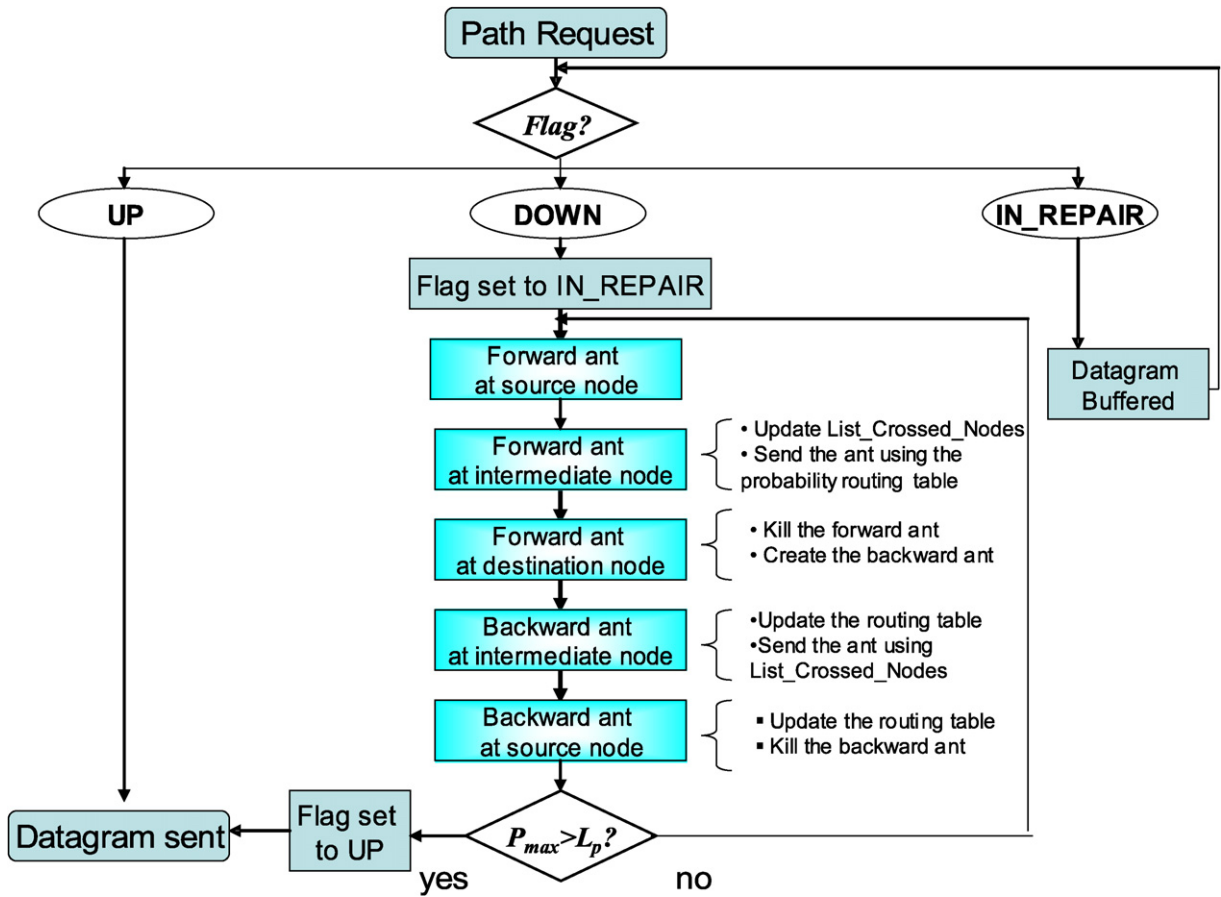 Path Request
Flag?
UP
DOWN
IN_REPAIR
Flag set to IN_REPAIR
Forward ant
at source node
Datagram
Buffered
Forward ant
at intermediate node
• Update List_Crossed_Nodes
• Send the ant using the
probability routing table
Forward ant
at destination node
• Kill the forward ant
• Create the backward ant
Backward ant
at intermediate node
•Update the routing table
•Send the ant using
List_Crossed_Nodes
Backward ant
at source node
▪ Update the routing table
▪ Kill the backward ant
Datagram sent
Flag set
to UP
Pmax>Lp?
yes
no